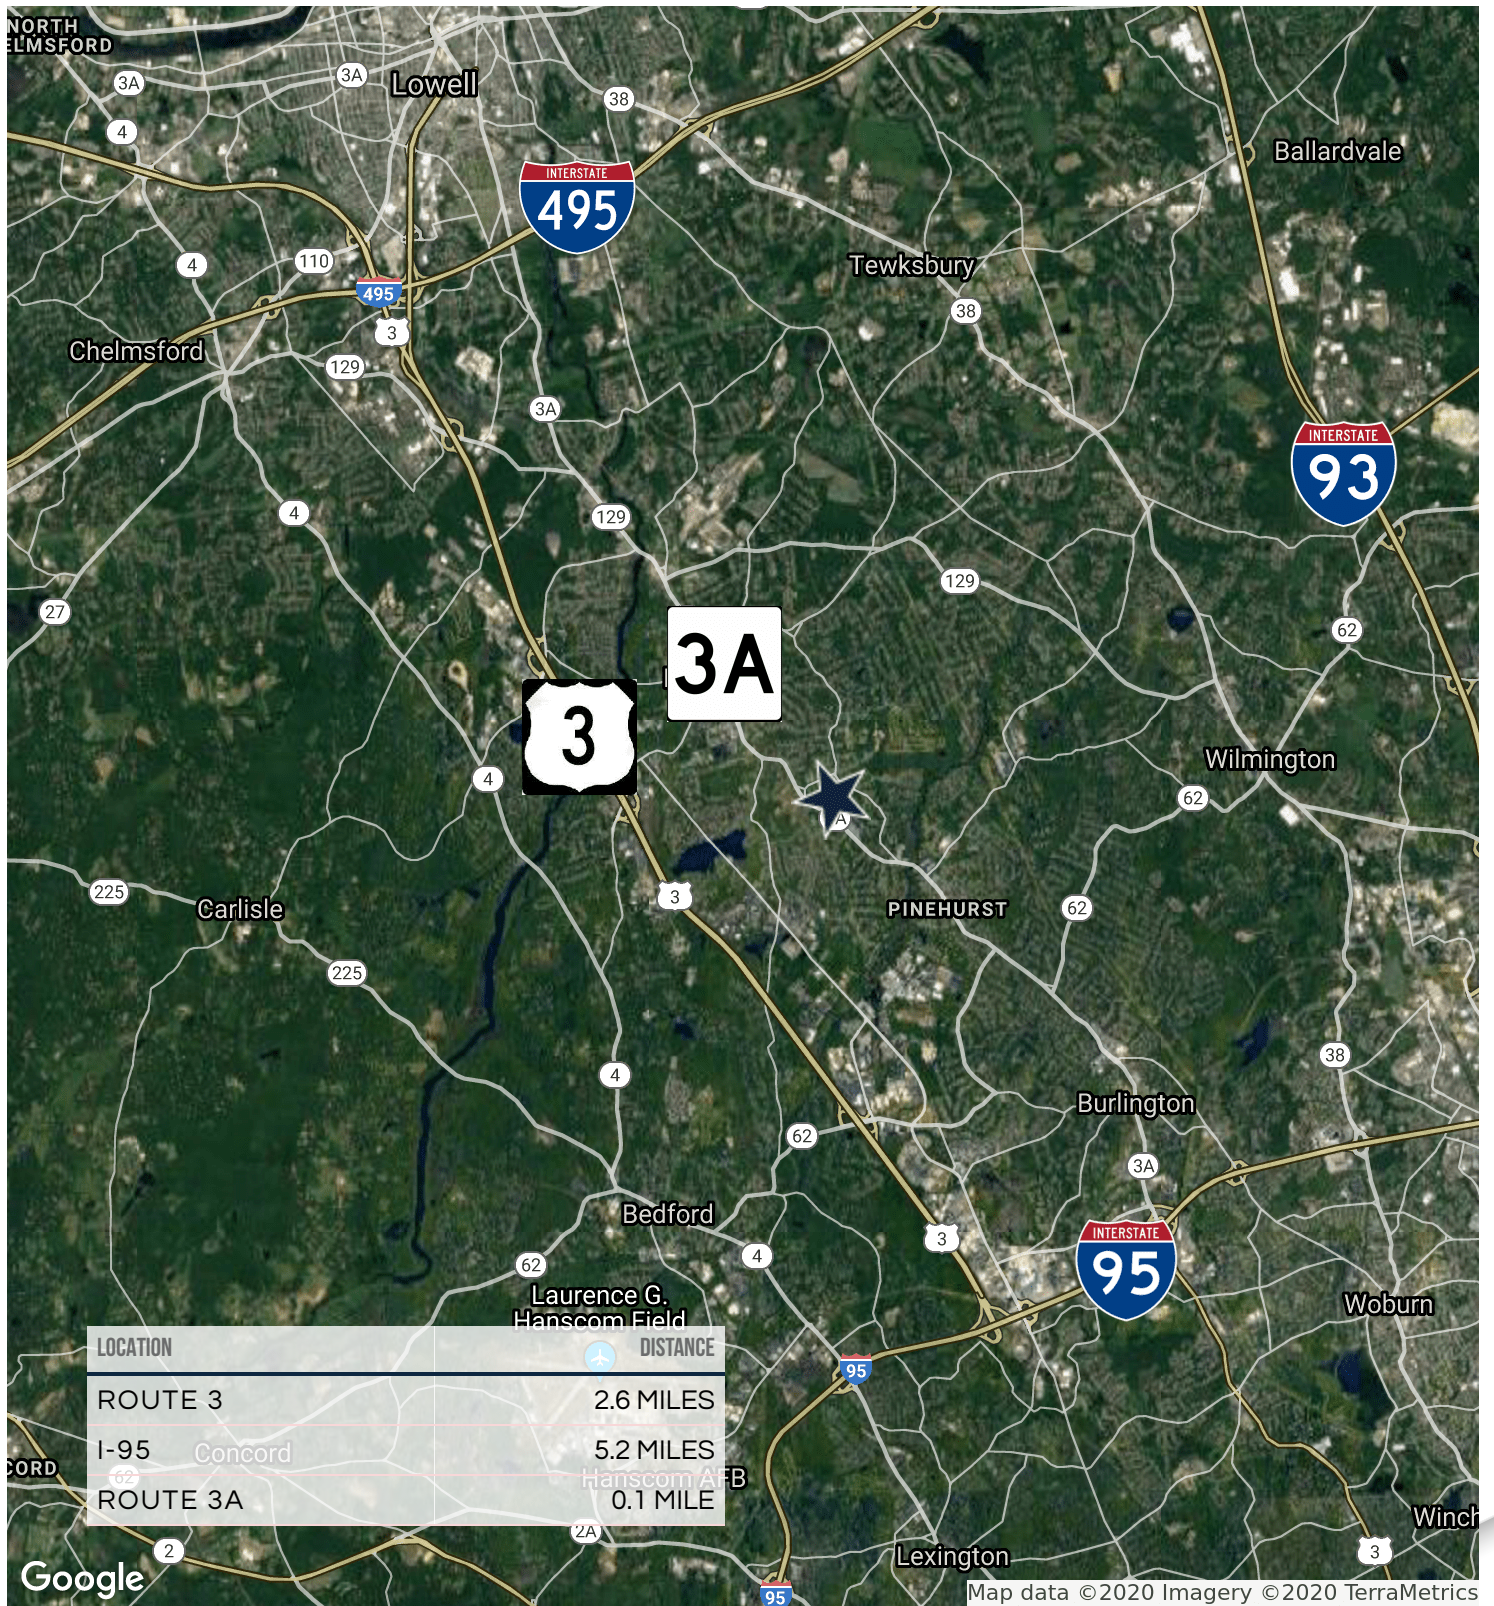 NORTH
ELMSFORD
3A
3A
Lowell
38
4
INTERSTATE
495
Ballardvale
4
110
Tewksbury
495
38
3
Chelmsford
129
3A
INTERSTATE
93
4
129
129
27
62
3A
3
4
Wilmington
62
A
225
3
Carlisle
PINEHURST
62
225
38
4
Burlington
62
3A
Bedford
3
4
INTERSTATE
95
62
Laurence G.
Hanscom Field
Woburn
LOCATION DISTANCE
95
ROUTE 3 2.6 MILES
I-95 5.2 MILES
Concord
CORD
62
Hanscom AFB
ROUTE 3A 0.1 MILE
Winch
2A
2
Lexington
3
Google
95
Map data ©2020 Imagery ©2020 TerraMetrics